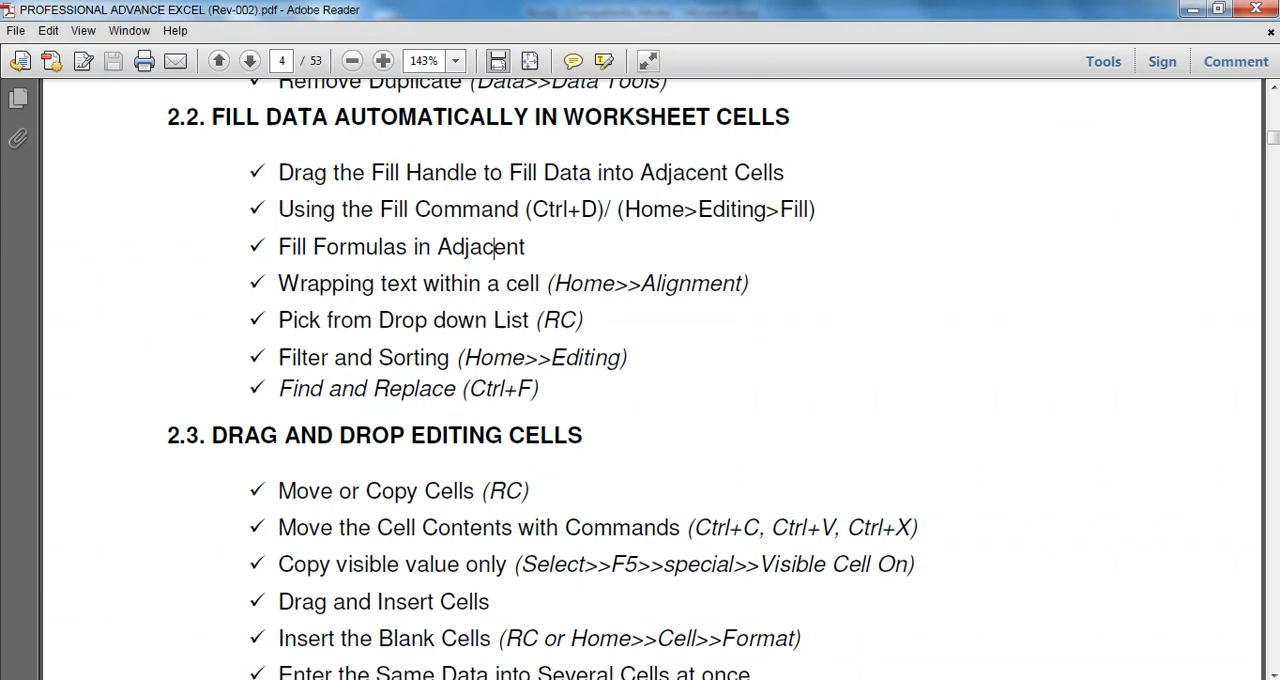 PROFESSIONAL ADVANCE EXCEL (Rev-002).pdf - Adobe Reader
File Edit View Window Help
4 / 53 143% Tools Sign Comment
Remove Duplicate (Data>>Data Tools)
2.2. FILL DATA AUTOMATICALLY IN WORKSHEET CELLS
✓ Drag the Fill Handle to Fill Data into Adjacent Cells
✓ Using the Fill Command (Ctrl+D)/ (Home>Editing>Fill)
✓ Fill Formulas in Adjacent
✓ Wrapping text within a cell (Home>>Alignment)
✓ Pick from Drop down List (RC)
✓ Filter and Sorting (Home>>Editing)
✓ Find and Replace (Ctrl+F)
2.3. DRAG AND DROP EDITING CELLS
✓ Move or Copy Cells (RC)
✓ Move the Cell Contents with Commands (Ctrl+C, Ctrl+V, Ctrl+X)
✓ Copy visible value only (Select>>F5>>special>>Visible Cell On)
✓ Drag and Insert Cells
✓ Insert the Blank Cells (RC or Home>>Cell>>Format)
✓ Enter the Same Data into Several Cells at once